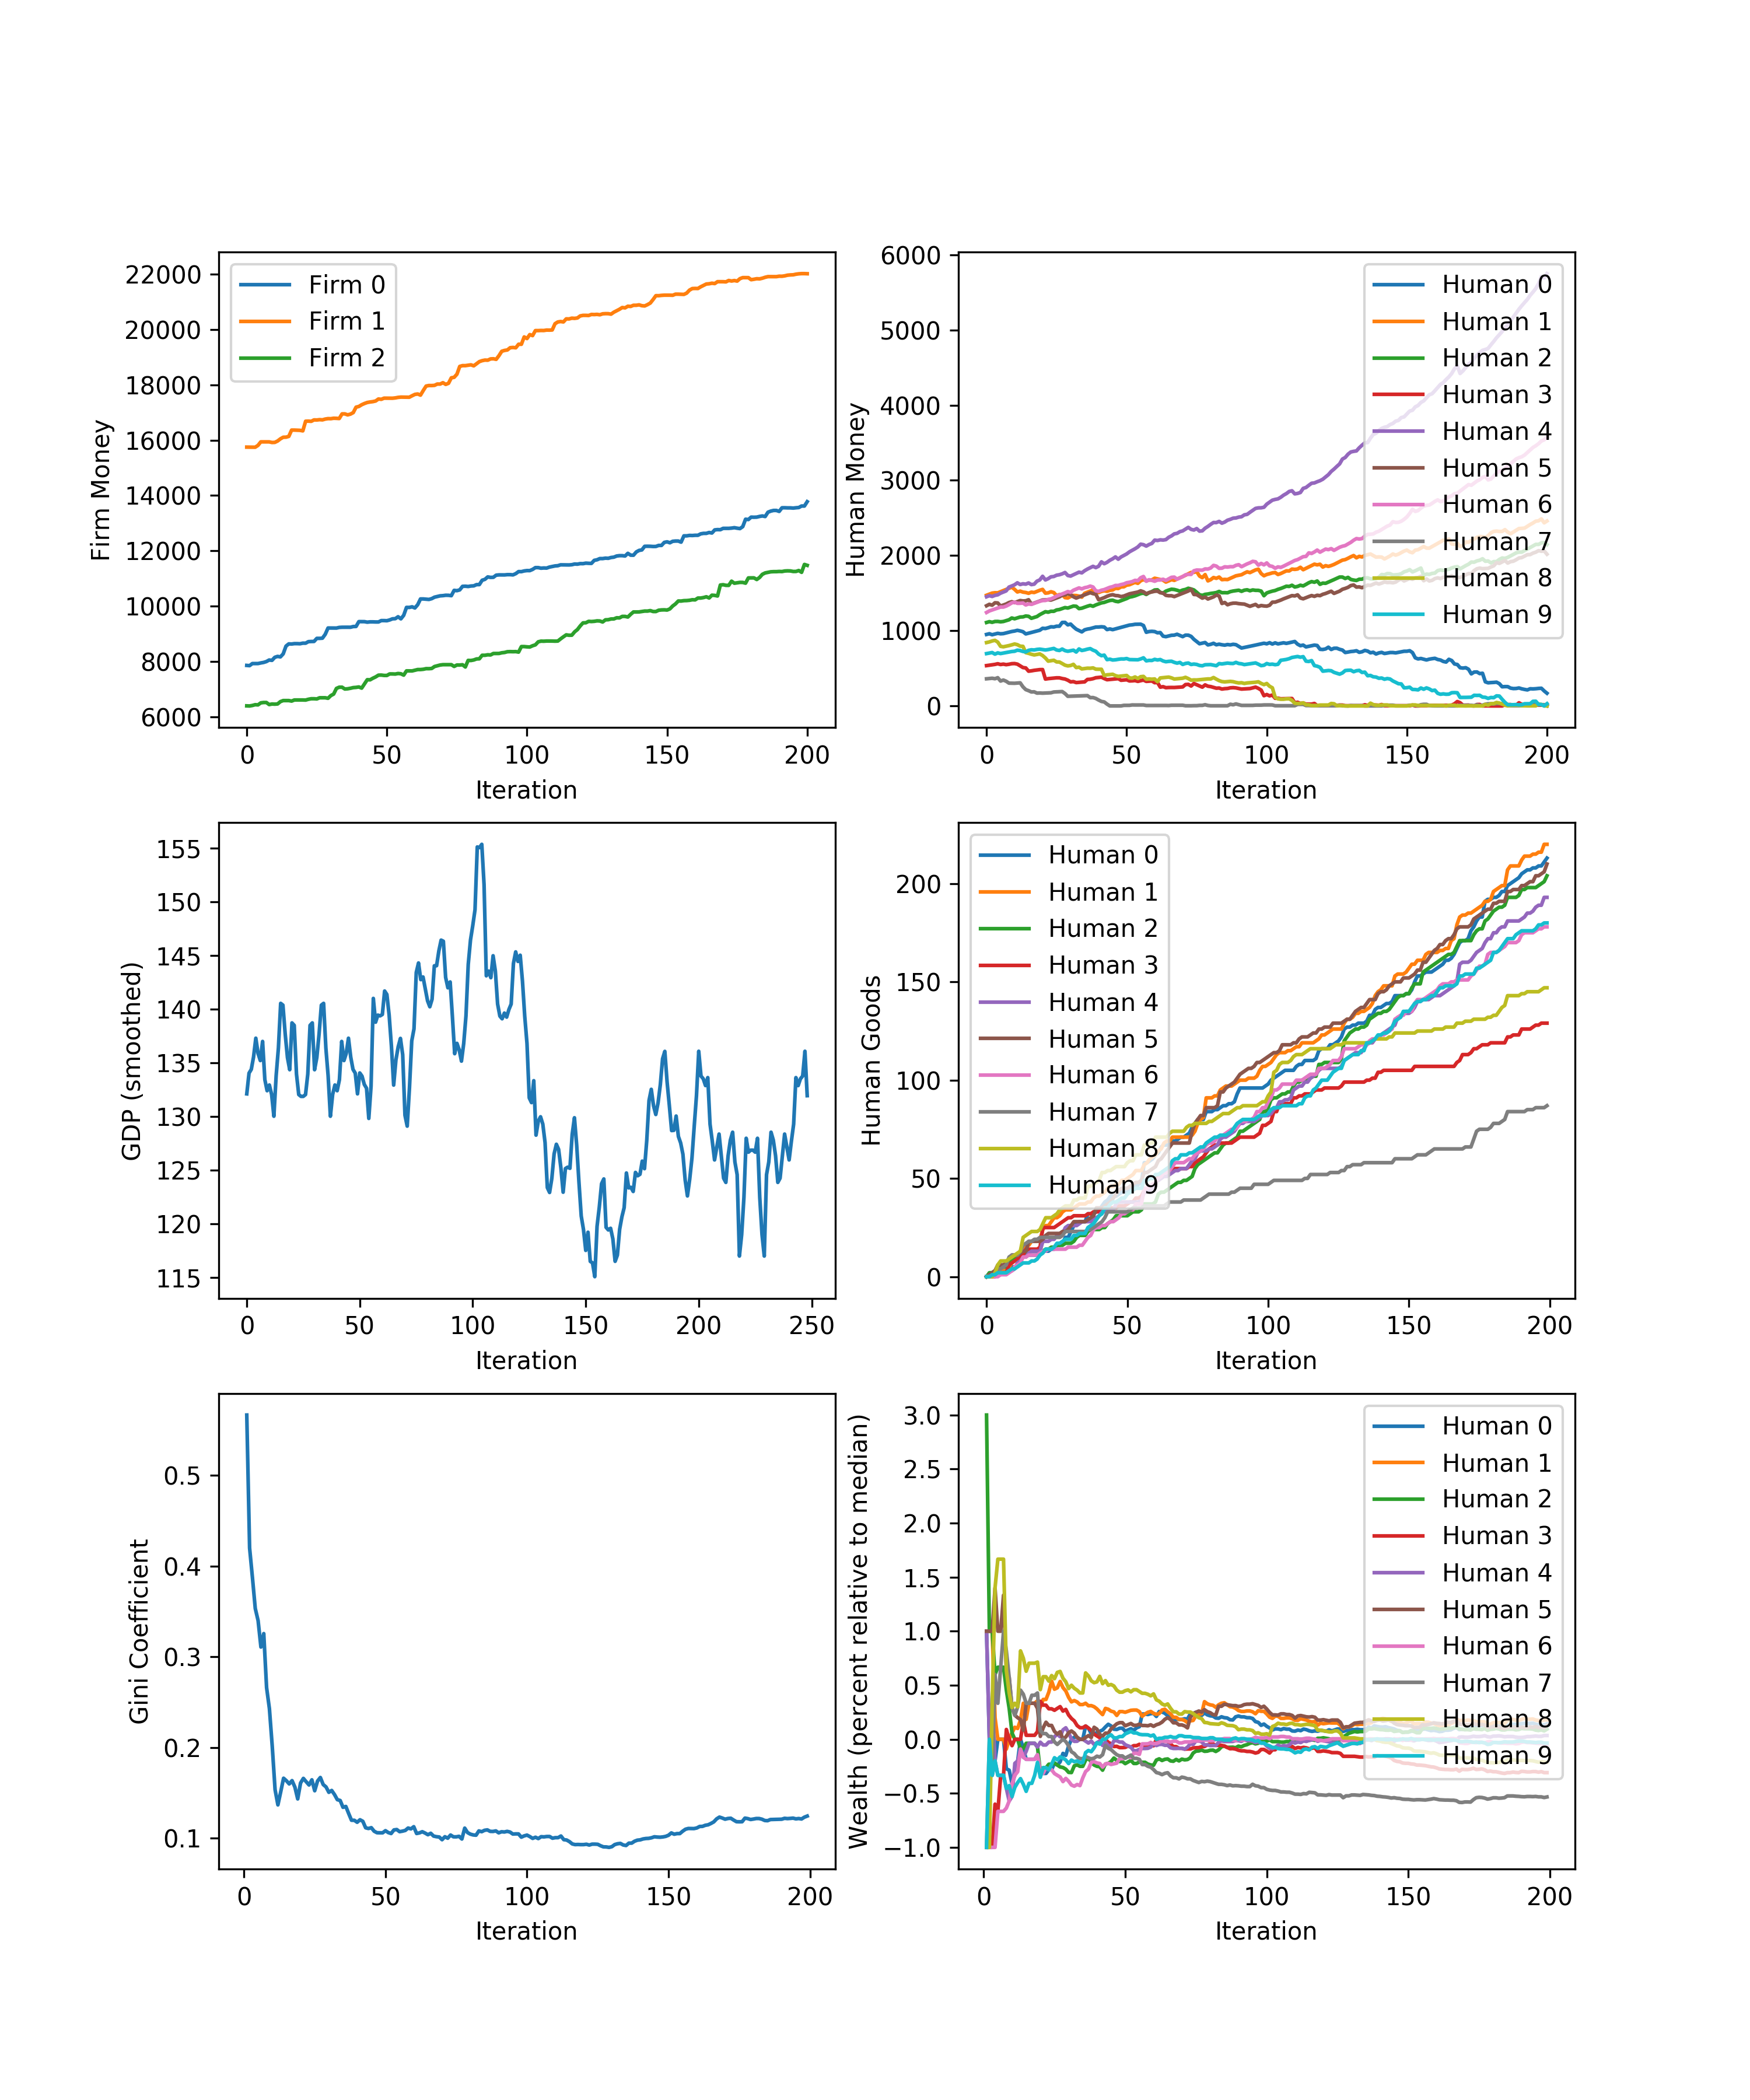 Firm Money
22000
20000
18000
16000
14000
12000
10000
8000
6000
Firm 0
Firm 1
Firm 2
0 50 100 150 200
Iteration
Human Money
6000
5000
4000
3000
2000
1000
0
Human 0
Human 1
Human 2
Human 3
Human 4
Human 5
Human 6
Human 7
Human 8
Human 9
0 50 100 150 200
Iteration
GDP (smoothed)
155
150
145
140
135
130
125
120
115
0 50 100 150 200 250
Iteration
Human Goods
200
150
100
50
0
Human 0
Human 1
Human 2
Human 3
Human 4
Human 5
Human 6
Human 7
Human 8
Human 9
0 50 100 150 200
Iteration
Gini Coefficient
0.5
0.4
0.3
0.2
0.1
0 50 100 150 200
Iteration
Wealth (percent relative to median)
3.0
2.5
2.0
1.5
1.0
0.5
0.0
−0.5
−1.0
Human 0
Human 1
Human 2
Human 3
Human 4
Human 5
Human 6
Human 7
Human 8
Human 9
0 50 100 150 200
Iteration